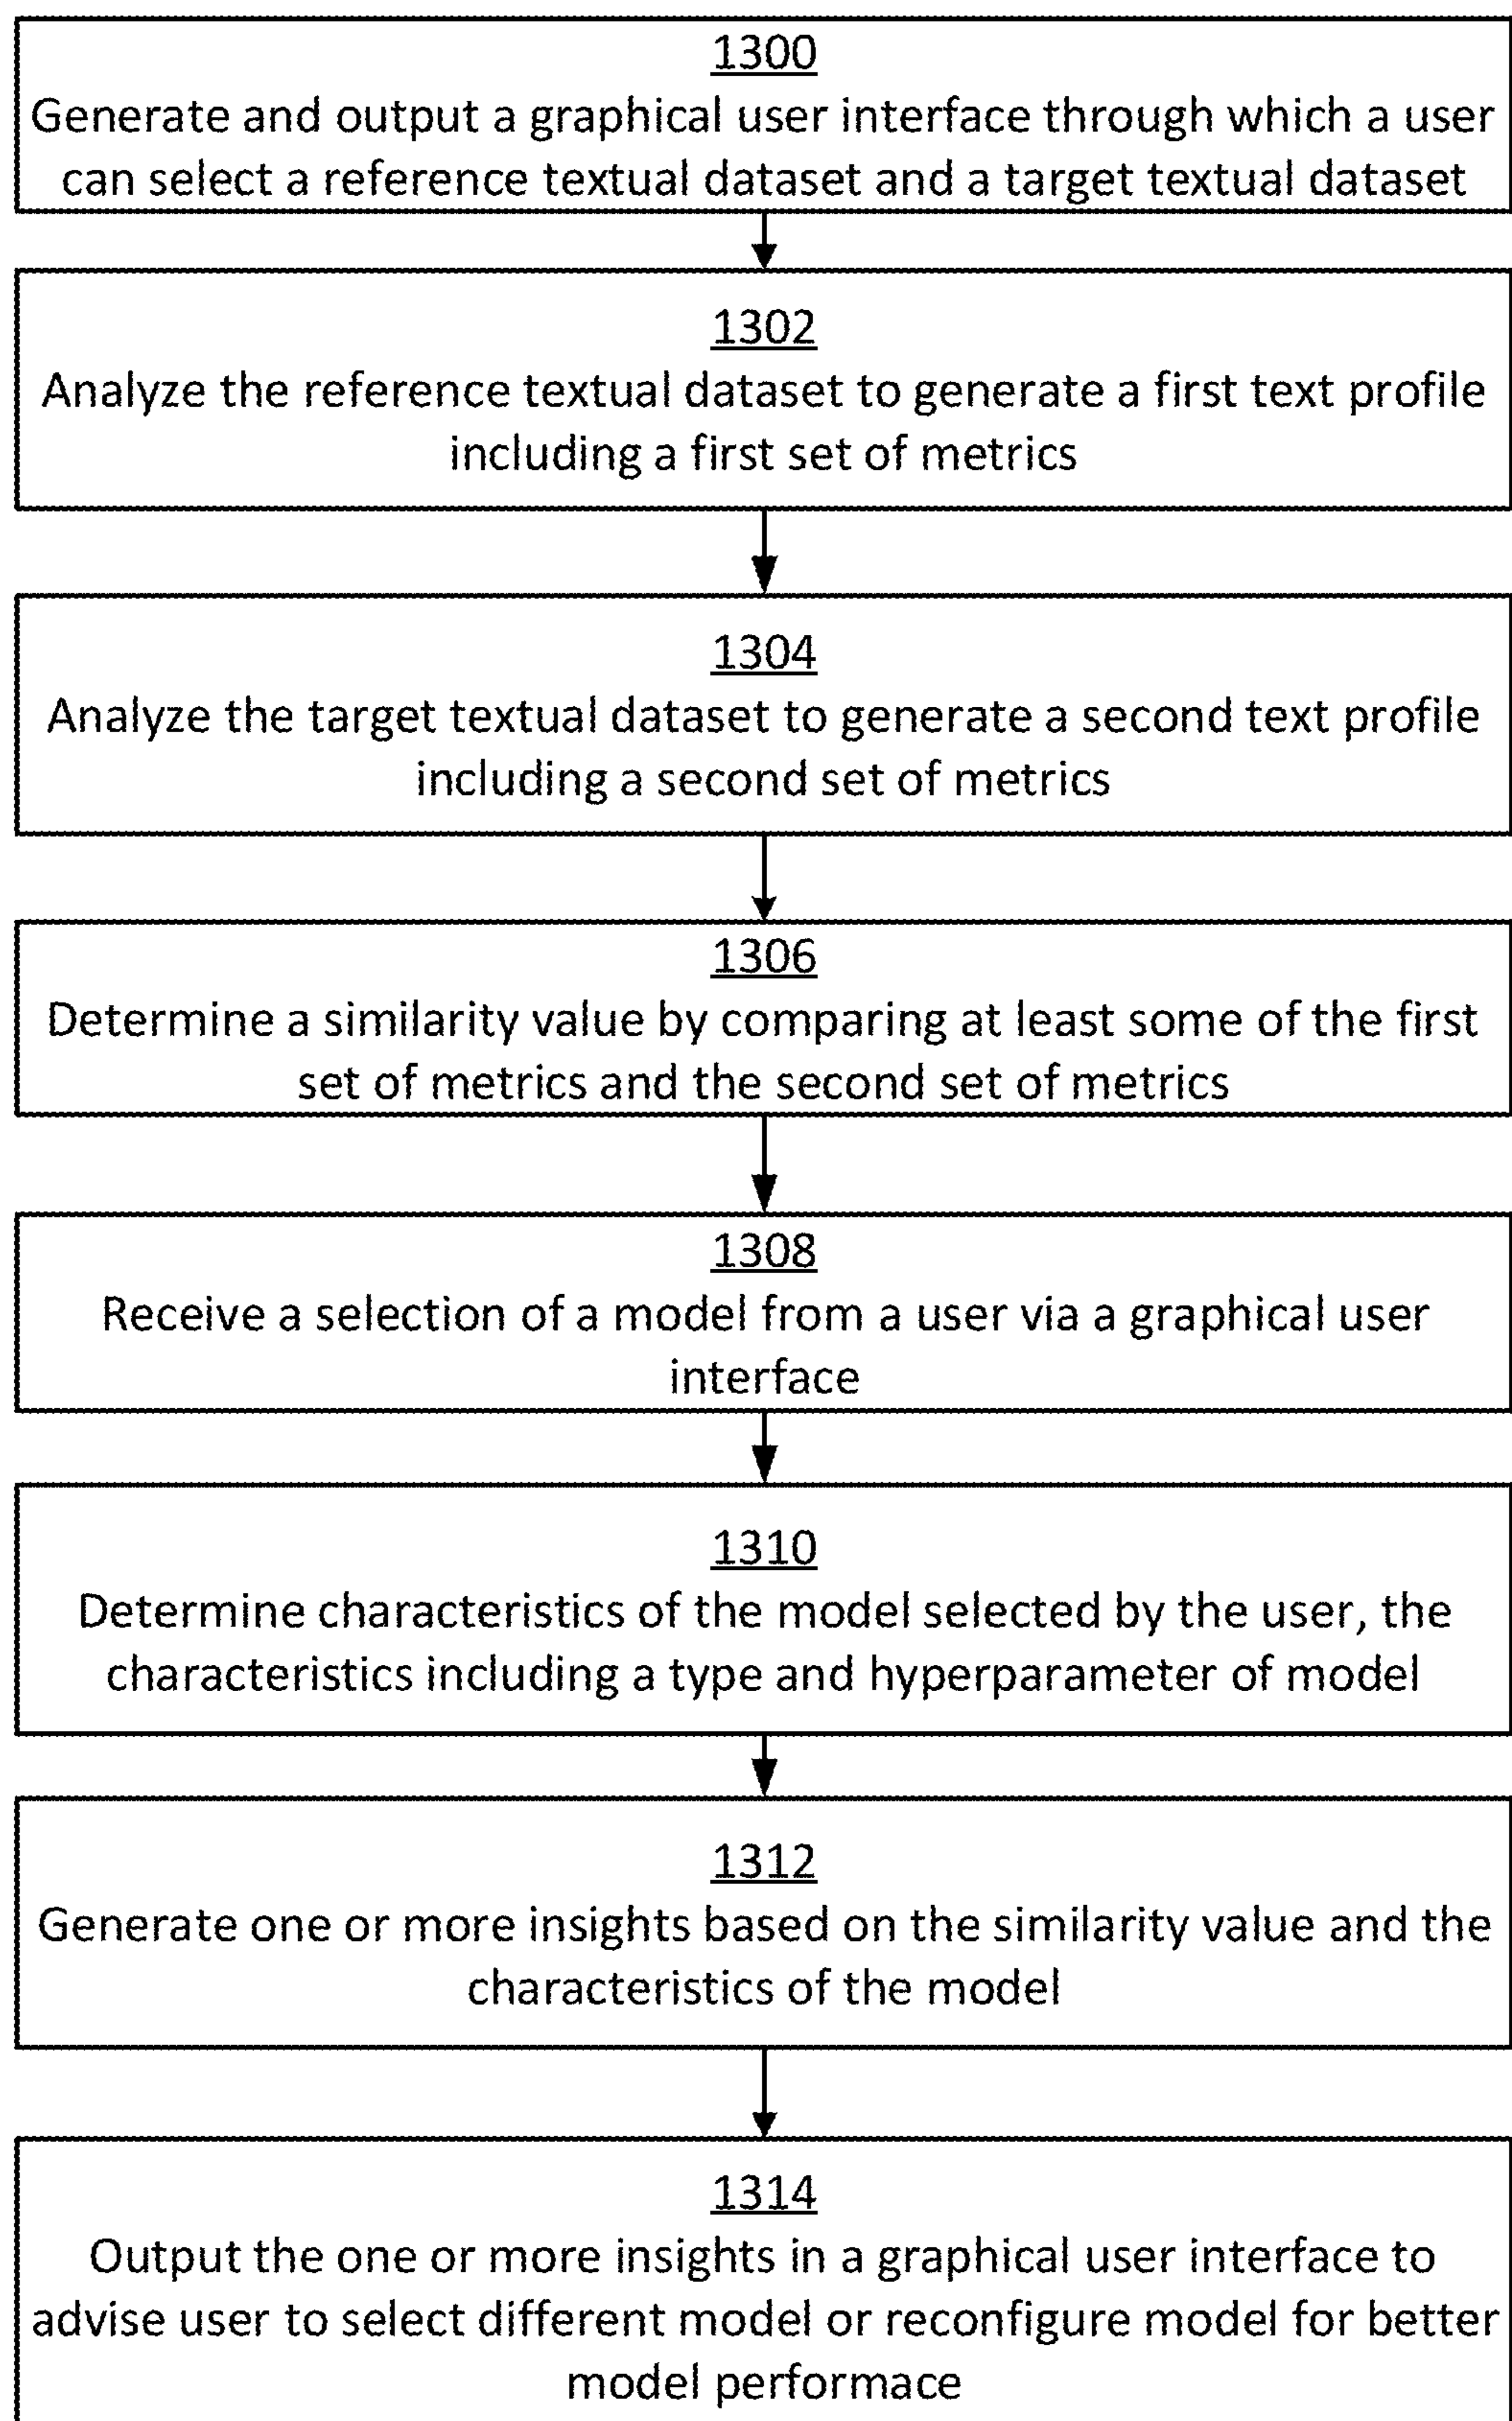 1300
Generate and output a graphical user interface through which a user
can select a reference textual dataset and a target textual dataset
1302
Analyze the reference textual dataset to generate a first text profile
including a first set of metrics
1304
Analyze the target textual dataset to generate a second text profile
including a second set of metrics
1306
Determine a similarity value by comparing at least some of the first
set of metrics and the second set of metrics
1308
Receive a selection of a model from a user via a graphical user
interface
1310
Determine characteristics of the model selected by the user, the
characteristics including a type and hyperparameter of model
1312
Generate one or more insights based on the similarity value and the
characteristics of the model
1314
Output the one or more insights in a graphical user interface to
advise user to select different model or reconfigure model for better
model performace